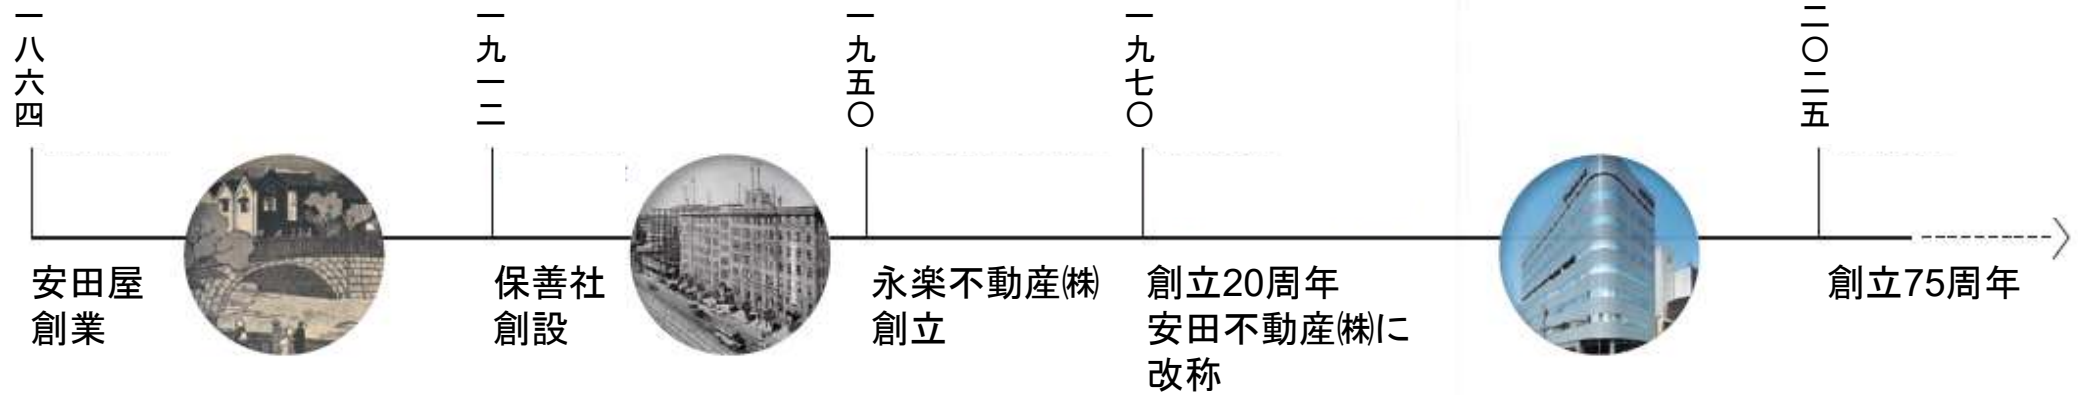 一八六四
安田屋
創業
一九一二
保善社
創設
一九五〇
永楽不動産㈱
創立
一九七〇
創立20周年
安田不動産㈱に
改称
二〇二五
創立75周年